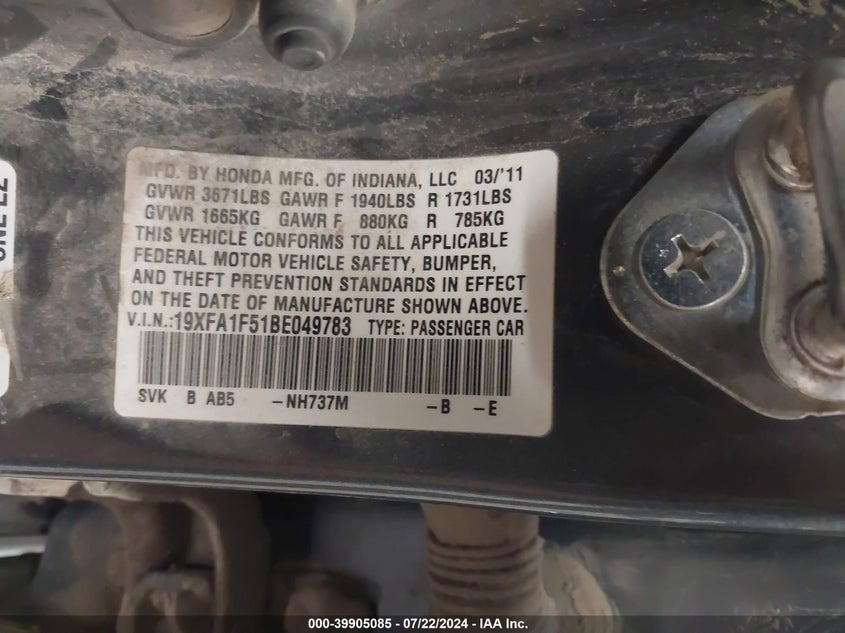 MFD. BY HONDA MFG. OF INDIANA, LLC 03/'11
GVWR 3671LBS GAWR F 1940LBS R 1731LBS
GVWR 1665KG GAWR F 880KG R 785KG
THIS VEHICLE CONFORMS TO ALL APPLICABLE
FEDERAL MOTOR VEHICLE SAFETY, BUMPER,
AND THEFT PREVENTION STANDARDS IN EFFECT
ON THE DATE OF MANUFACTURE SHOWN ABOVE.
V.I.N.:19XFA1F51BE049783 TYPE: PASSENGER CAR
SVK B AB5 -NH737M -B -E
000-39905085 - 07/22/2024 - IAA Inc.